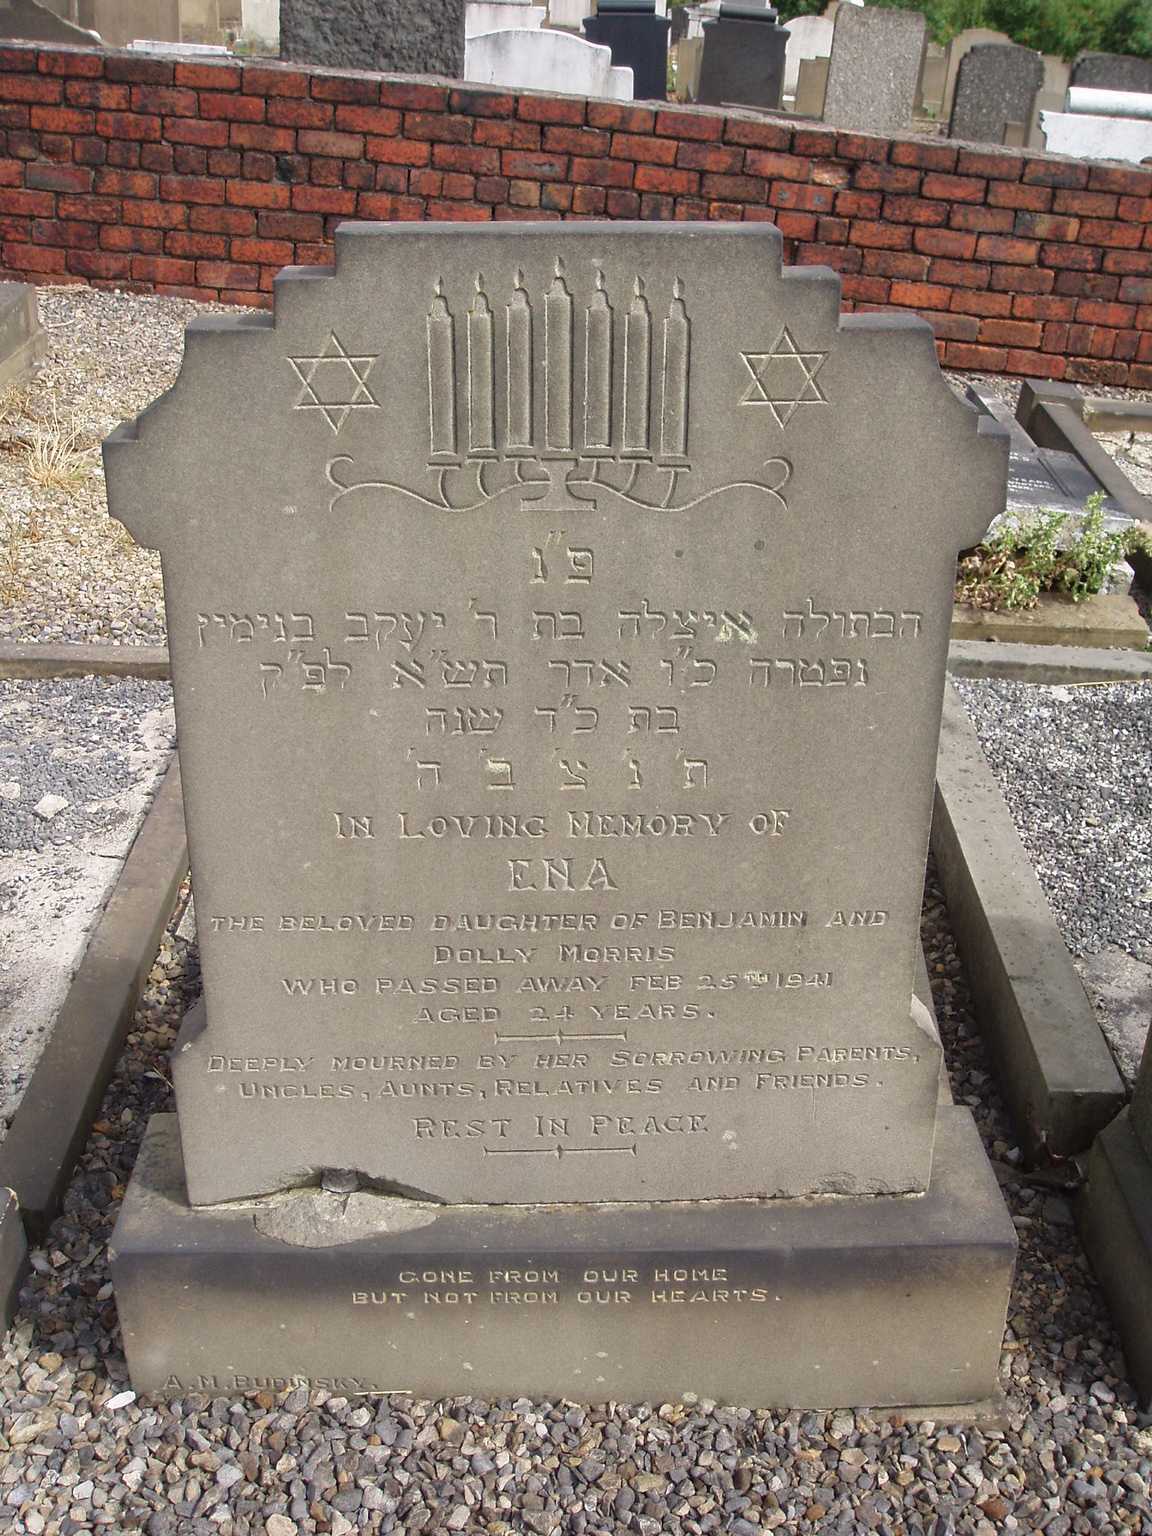 פ"נ
הבתולה איצלה בת ר' יעקב בנימין
נפטרה כ"ו אדר תש"א לפ"ק
בת כ"ד שנה
ת' נ' צ' ב' ה'
IN LOVING MEMORY OF
ENA
THE BELOVED DAUGHTER OF BENJAMIN AND
DOLLY MORRIS
WHO PASSED AWAY FEB 25TH 1941
AGED 24 YEARS.
DEEPLY MOURNED BY HER SORROWING PARENTS,
UNCLES, AUNTS, RELATIVES AND FRIENDS.
REST IN PEACE
GONE FROM OUR HOME
BUT NOT FROM OUR HEARTS.
A.M. BUDINSKY.